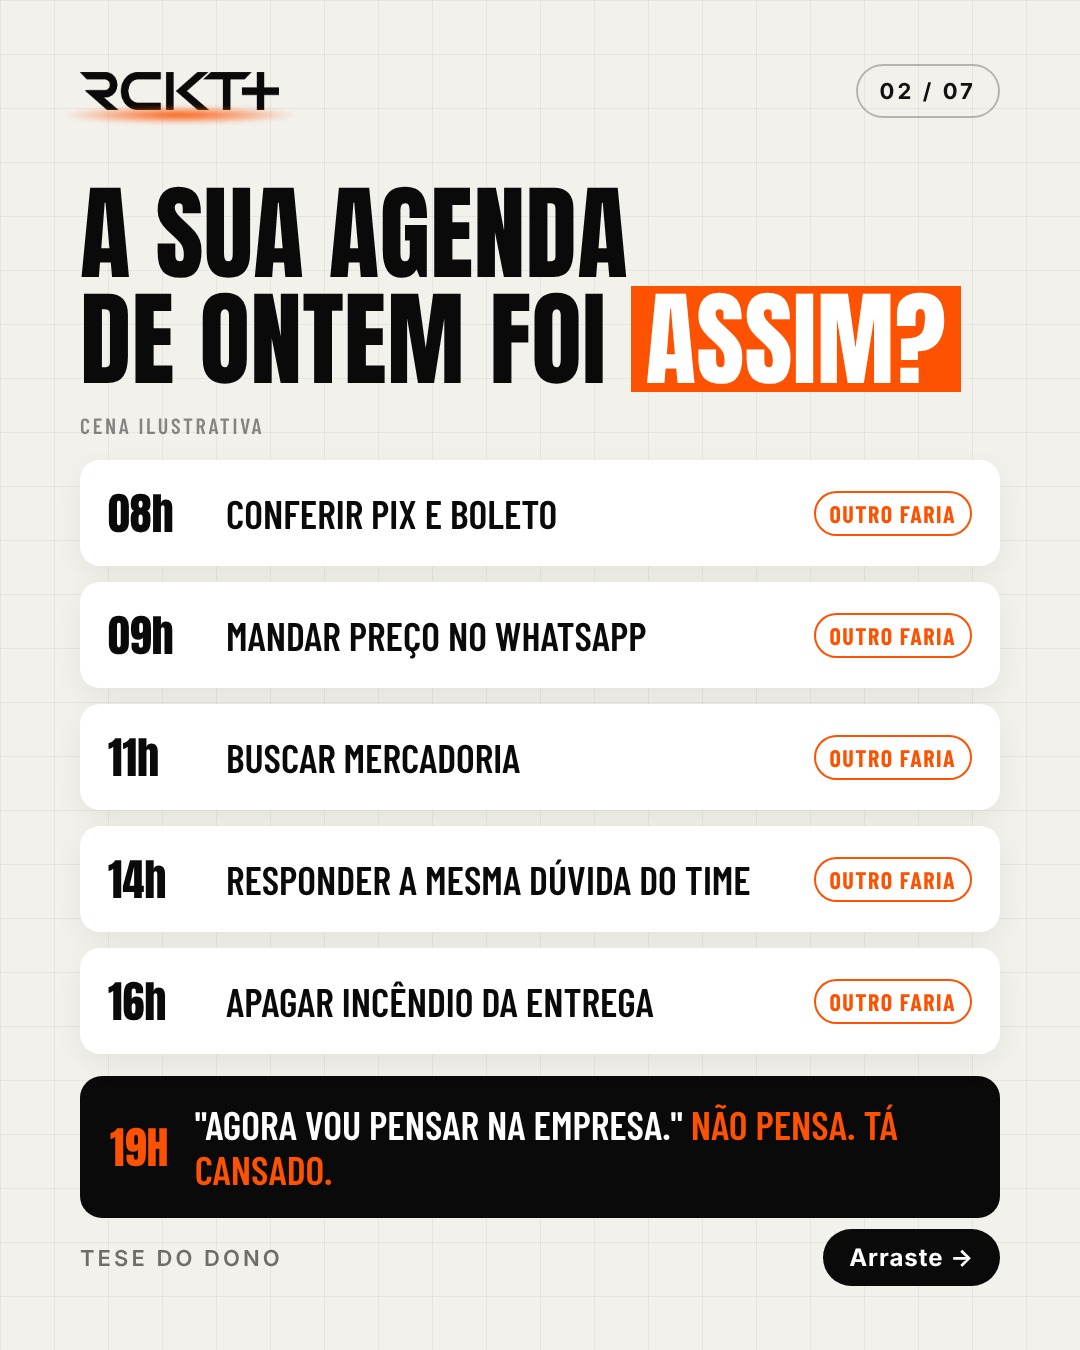 RCKT+
02 / 07
A SUA AGENDA
DE ONTEM FOI ASSIM?
CENA ILUSTRATIVA
08h CONFERIR PIX E BOLETO OUTRO FARIA
09h MANDAR PREÇO NO WHATSAPP OUTRO FARIA
11h BUSCAR MERCADORIA OUTRO FARIA
14h RESPONDER A MESMA DÚVIDA DO TIME OUTRO FARIA
16h APAGAR INCÊNDIO DA ENTREGA OUTRO FARIA
19H "AGORA VOU PENSAR NA EMPRESA." NÃO PENSA. TÁ
CANSADO.
TESE DO DONO
Arraste →